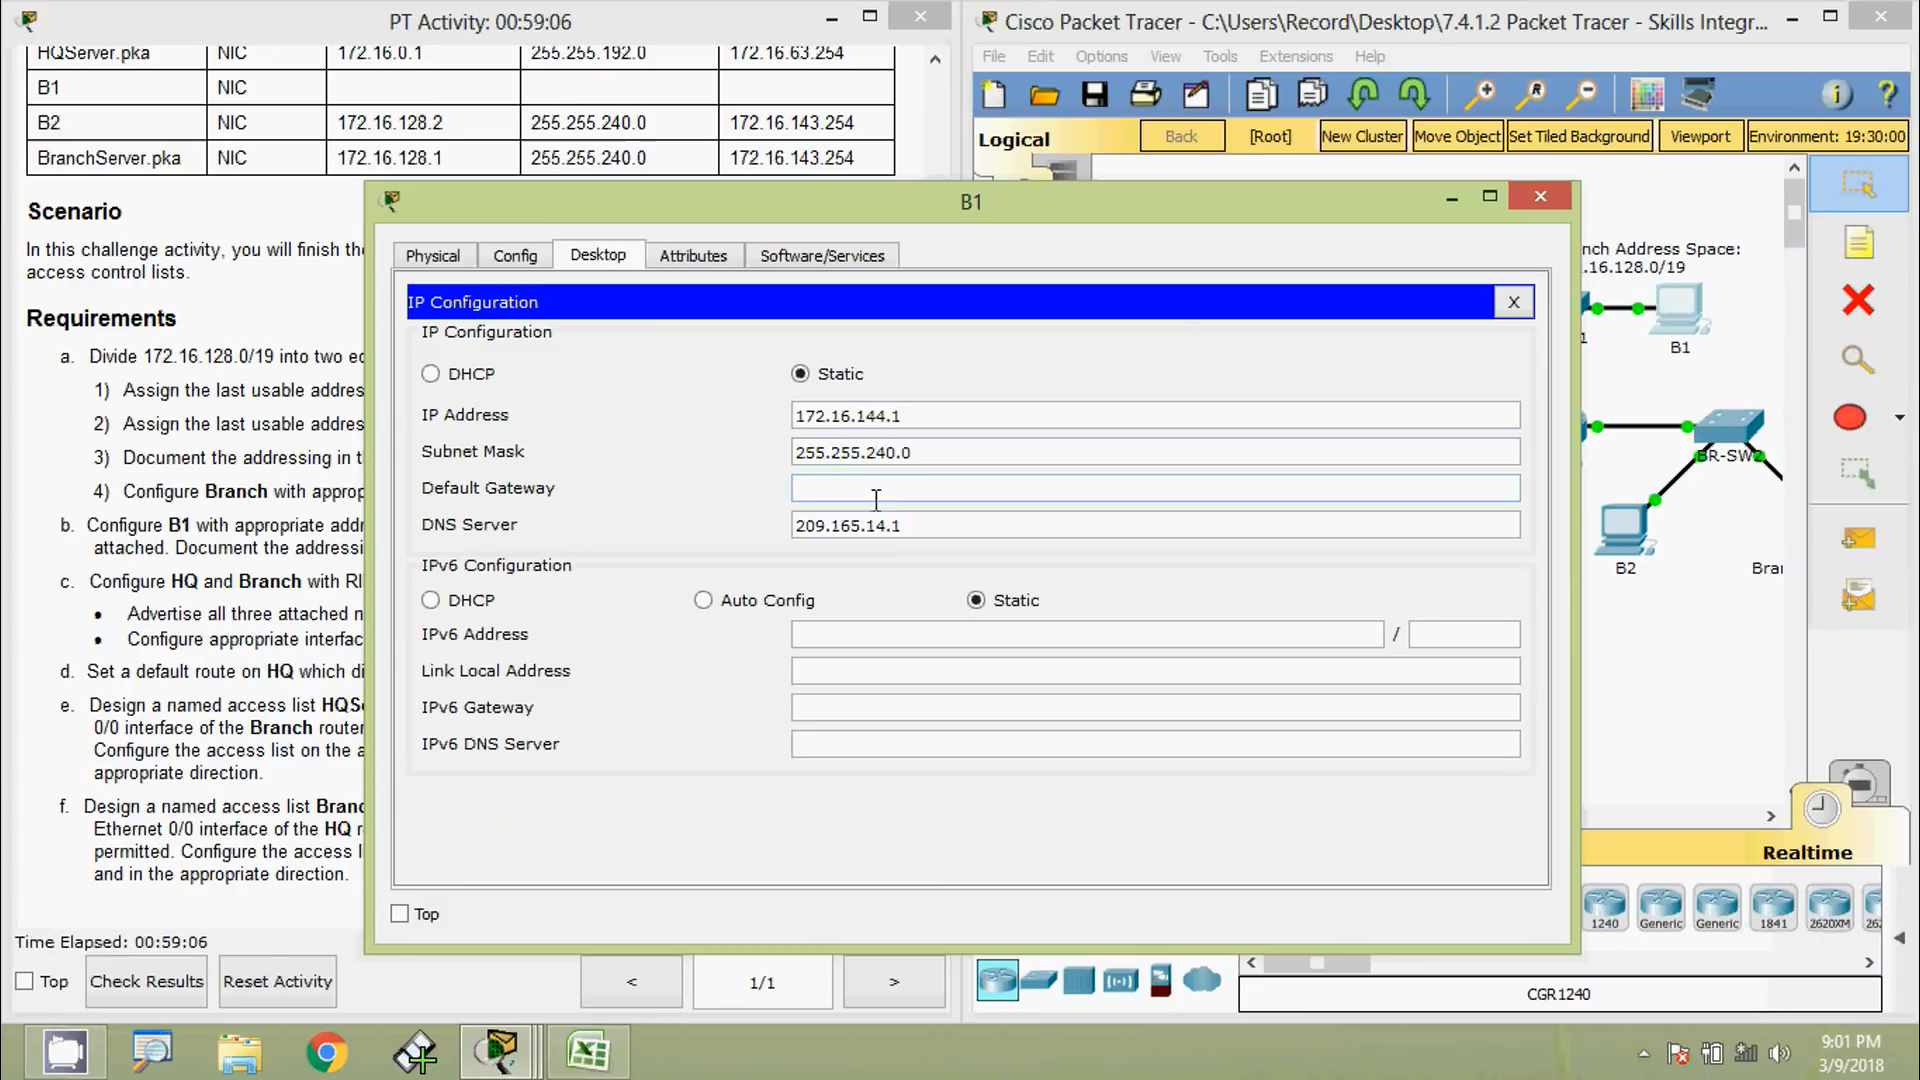 PT Activity: 00:59:06
HQServer.pka NIC 172.16.0.1 255.255.192.0 172.16.63.254
B1 NIC
B2 NIC 172.16.128.2 255.255.240.0 172.16.143.254
BranchServer.pka NIC 172.16.128.1 255.255.240.0 172.16.143.254
Scenario
In this challenge activity, you will finish the
access control lists.
Requirements
a. Divide 172.16.128.0/19 into two
1) Assign the last usable addre
2) Assign the last usable addre
3) Document the addressing in t
4) Configure Branch with approp
b. Configure B1 with appropriate addr
attached. Document the addressi
c. Configure HQ and Branch with RI
• Advertise all three attached n
• Configure appropriate interfac
d. Set a default route on HQ which di
e. Design a named access list HQSe
0/0 interface of the Branch router
Configure the access list on the a
appropriate direction.
f. Design a named access list Branc
Ethernet 0/0 interface of the HQ r
permitted. Configure the access l
and in the appropriate direction.
Time Elapsed: 00:59:06
Top Check Results Reset Activity < 1/1 >
Cisco Packet Tracer - C:\Users\Record\Desktop\7.4.1.2 Packet Tracer - Skills Integr...
File Edit Options View Tools Extensions Help
Logical Back [Root] New Cluster Move Object Set Tiled Background Viewport Environment: 19:30:00
nch Address Space:
.16.128.0/19
1
B1
BR-SW2
B2
Brar
B1
Physical Config Desktop Attributes Software/Services
IP Configuration X
IP Configuration
DHCP Static
IP Address 172.16.144.1
Subnet Mask 255.255.240.0
Default Gateway
DNS Server 209.165.14.1
IPv6 Configuration
DHCP Auto Config Static
IPv6 Address /
Link Local Address
IPv6 Gateway
IPv6 DNS Server
Top
Realtime
1240 Generic Generic 1841 2620XM 262
CGR1240
9:01 PM
3/9/2018